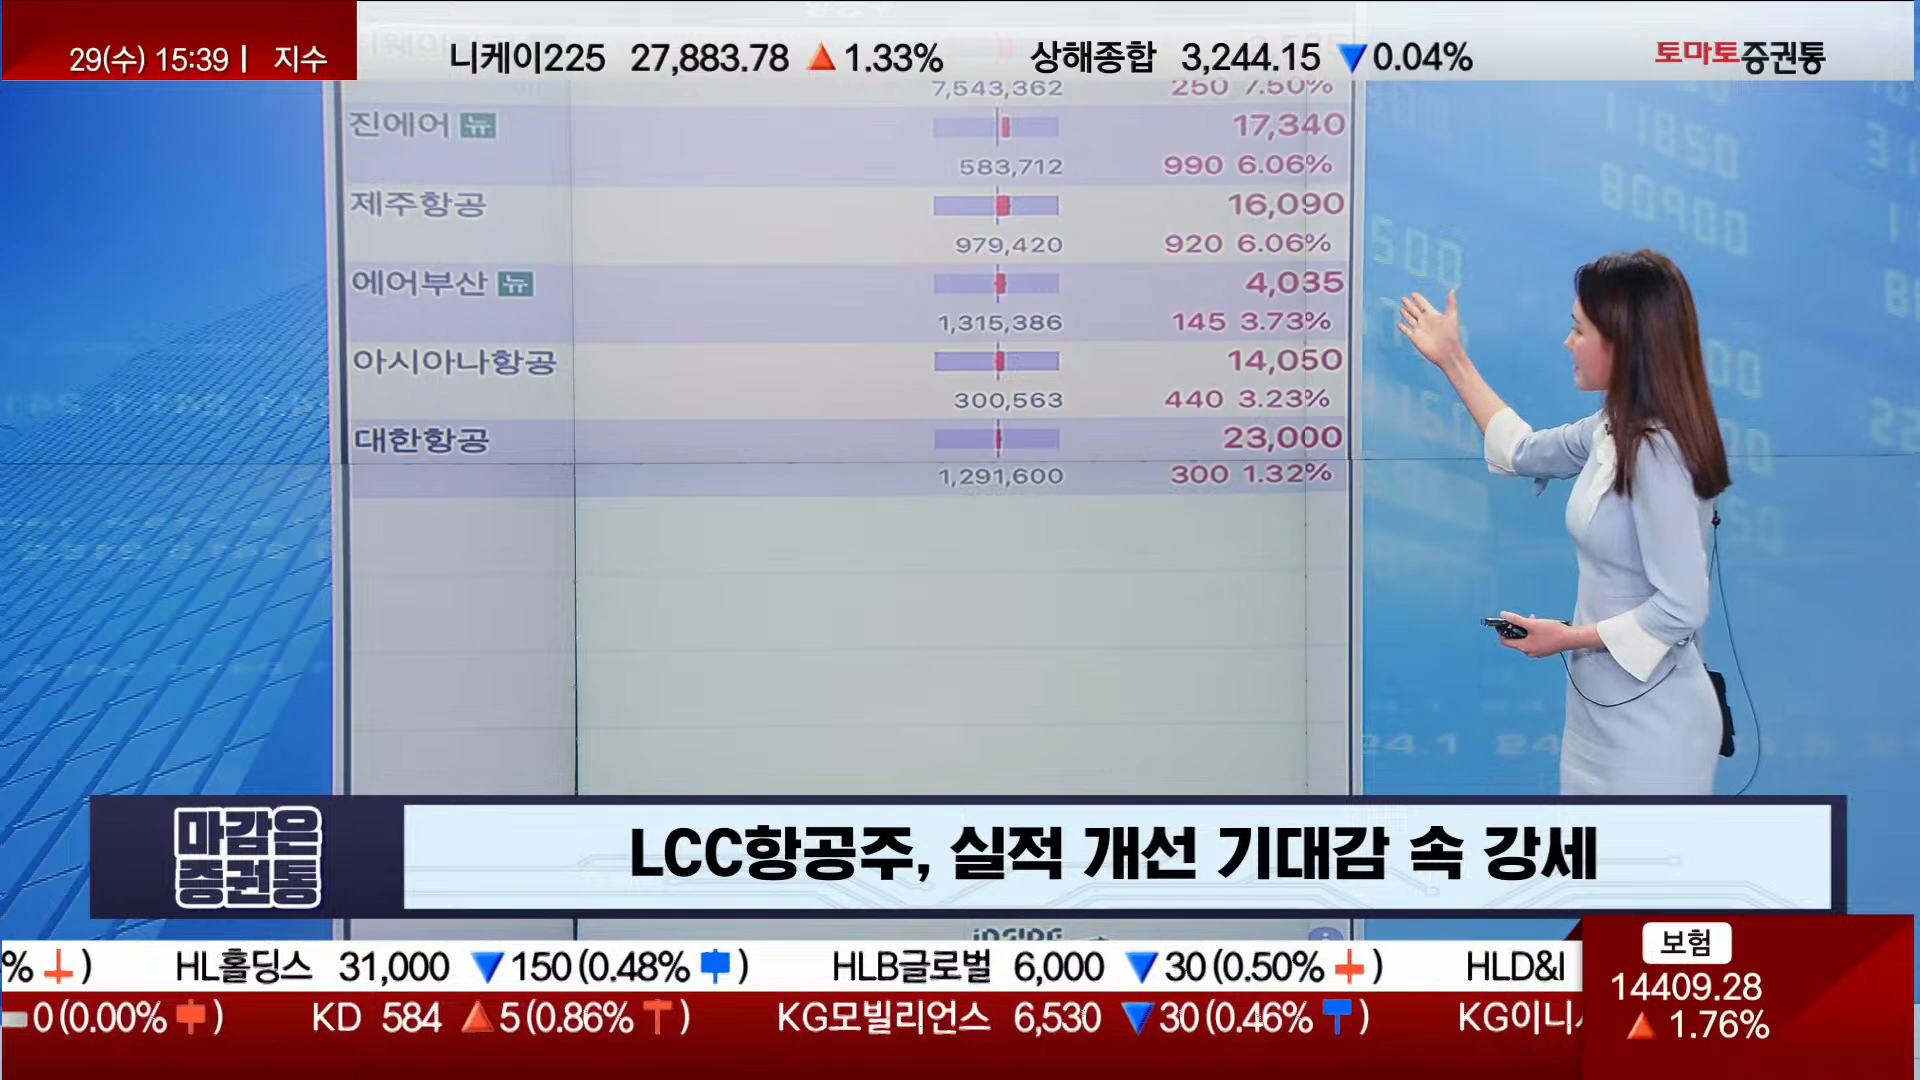 29(수) 15:39 | 지수
니케이225 27,883.78 ▲ 1.33% 상해종합 3,244.15 ▼ 0.04%
토마토증권통
7,543,362 250 7.50%
진에어 뉴 17,340
583,712 990 6.06%
제주항공 16,090
979,420 920 6.06%
에어부산 뉴 4,035
1,315,386 145 3.73%
아시아나항공 14,050
300,563 440 3.23%
대한항공 23,000
1,291,600 300 1.32%
11850
80900
마감은
증권통
LCC항공주, 실적 개선 기대감 속 강세
% ) HL홀딩스 31,000 ▼ 150 (0.48% ) HLB글로벌 6,000 ▼ 30 (0.50% ) HLD&I
0 (0.00% ) KD 584 ▲ 5 (0.86% ) KG모빌리언스 6,530 ▼ 30 (0.46% ) KG이니
보험
14409.28
▲ 1.76%